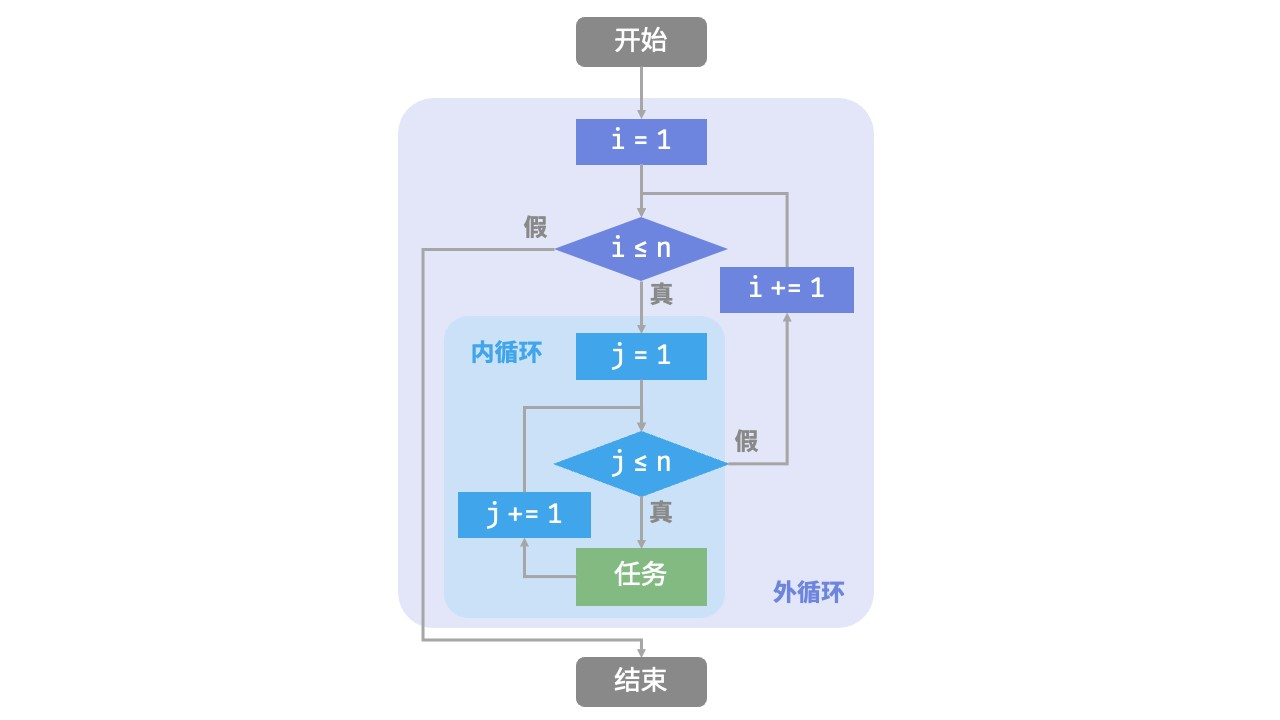 开始
i = 1
假
i ≤ n
i += 1
真
内循环
j = 1
假
j ≤ n
j += 1
真
任务
外循环
结束